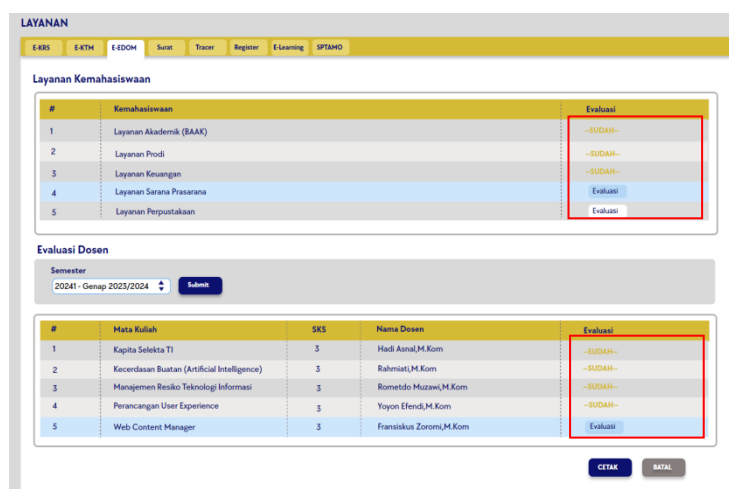 LAYANAN
E-KRS E-KTM E-EDOM Surat Tracer Register E-Learning SPTAMO
Layanan Kemahasiswaan
# Kemahasiswaan Evaluasi
1 Layanan Akademik (BAAK) --SUDAH--
2 Layanan Prodi --SUDAH--
3 Layanan Keuangan --SUDAH--
4 Layanan Sarana Prasarana Evaluasi
5 Layanan Perpustakaan Evaluasi
Evaluasi Dosen
Semester
20241 - Genap 2023/2024 Submit
# Mata Kuliah SKS Nama Dosen Evaluasi
1 Kapita Selekta TI 3 Hadi Asnal,M.Kom --SUDAH--
2 Kecerdasan Buatan (Artificial Intelligence) 3 Rahmiati,M.Kom --SUDAH--
3 Manajemen Resiko Teknologi Informasi 3 Rometdo Muzawi,M.Kom --SUDAH--
4 Perancangan User Experience 3 Yoyon Efendi,M.Kom --SUDAH--
5 Web Content Manager 3 Fransiskus Zoromi,M.Kom Evaluasi
CETAK BATAL